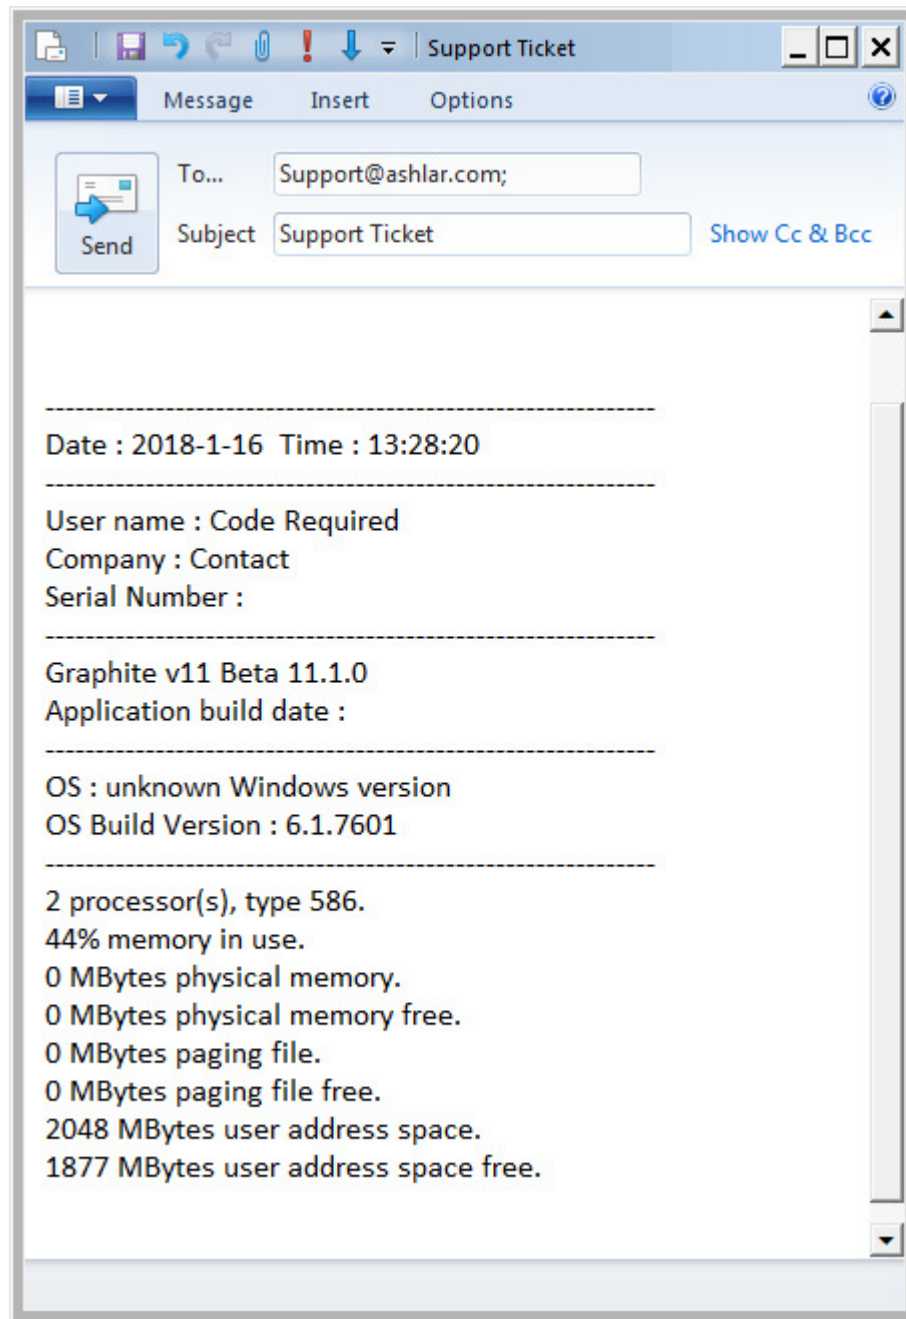 Support Ticket
Message Insert Options
To... Support@ashlar.com;
Send
Subject Support Ticket Show Cc & Bcc
------------------------------------------------------------
Date : 2018-1-16  Time : 13:28:20
------------------------------------------------------------
User name : Code Required
Company : Contact
Serial Number :
------------------------------------------------------------
Graphite v11 Beta 11.1.0
Application build date :
------------------------------------------------------------
OS : unknown Windows version
OS Build Version : 6.1.7601
------------------------------------------------------------
2 processor(s), type 586.
44% memory in use.
0 MBytes physical memory.
0 MBytes physical memory free.
0 MBytes paging file.
0 MBytes paging file free.
2048 MBytes user address space.
1877 MBytes user address space free.